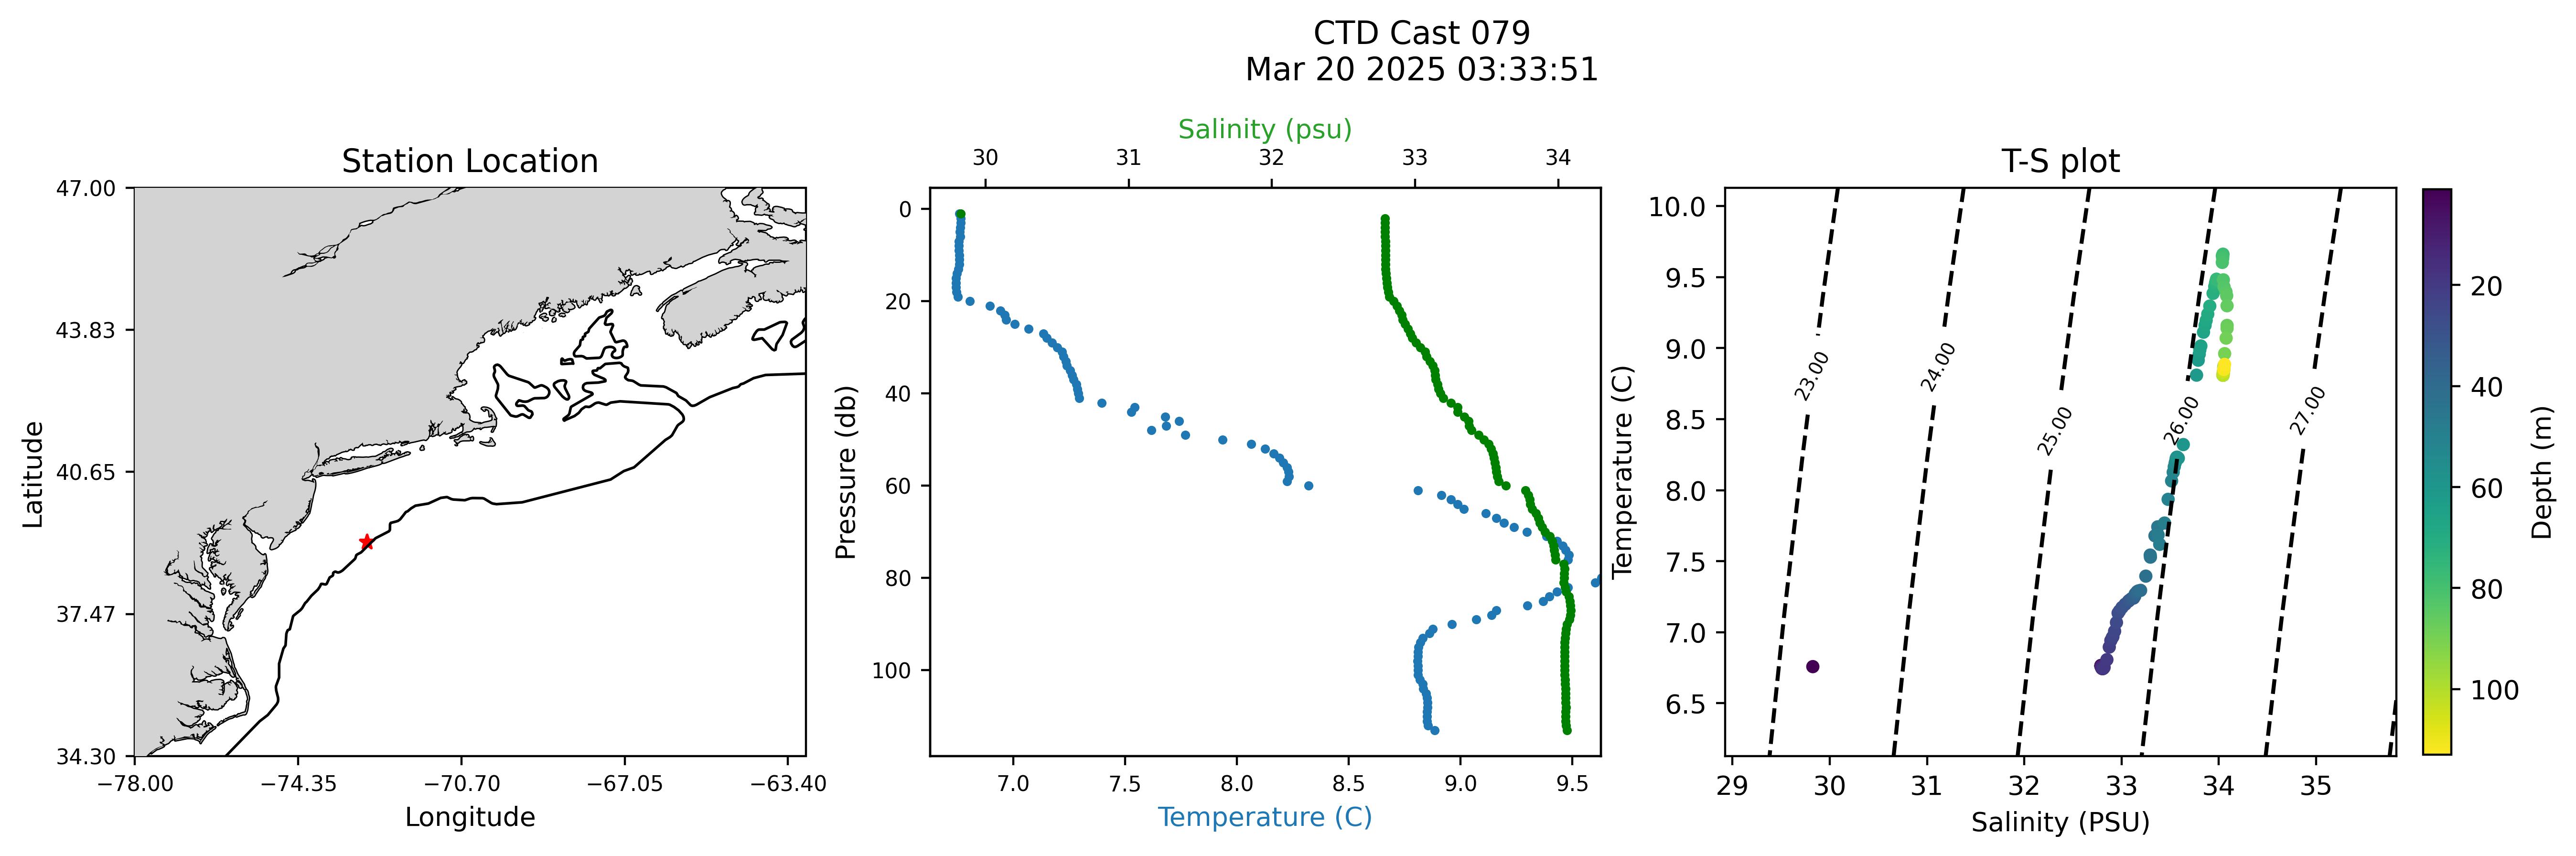 CTD Cast 079
Mar 20 2025 03:33:51
Station Location
47.00
43.83
40.65
37.47
34.30
Latitude
−78.00 −74.35 −70.70 −67.05 −63.40
Longitude
Salinity (psu)
30 31 32 33 34
0
20
40
60
80
100
Pressure (db)
7.0 7.5 8.0 8.5 9.0 9.5
Temperature (C)
T-S plot
10.0
9.5
9.0
8.5
8.0
7.5
7.0
6.5
Temperature (C)
23.00
24.00
25.00
26.00
27.00
29 30 31 32 33 34 35
Salinity (PSU)
20
40
60
80
100
Depth (m)